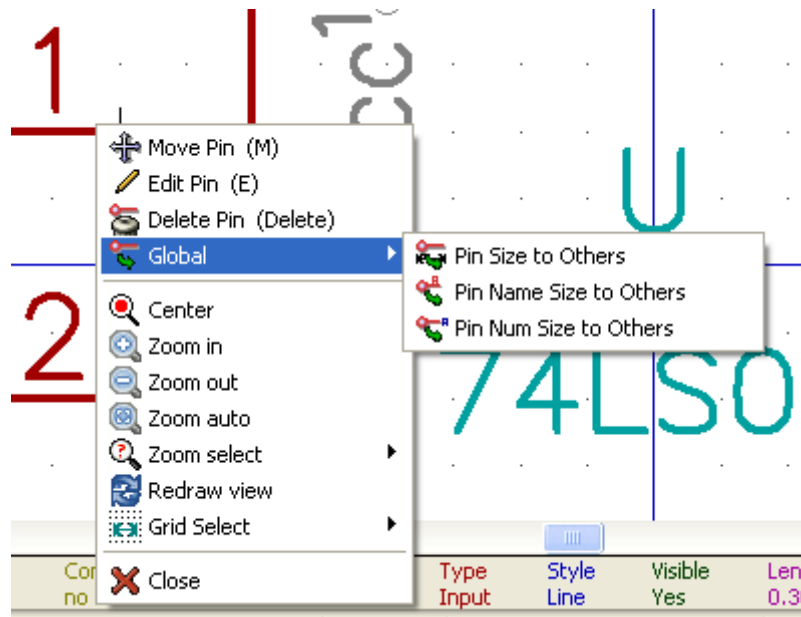 1
cc1
Move Pin (M)
Edit Pin (E)
Delete Pin (Delete)
Global
Pin Size to Others
Pin Name Size to Others
Pin Num Size to Others
U
Center
Zoom in
Zoom out
Zoom auto
Zoom select
Redraw view
Grid Select
Close
2
74LS0
Type
Style
Visible
no
Input
Line
Yes